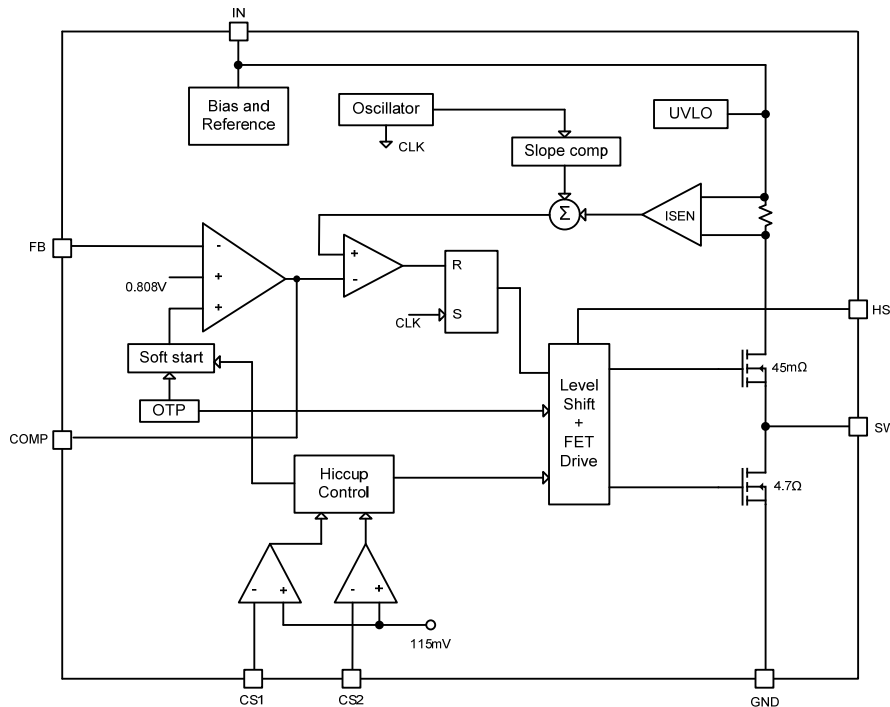 IN
Bias and
Reference
Oscillator
CLK
UVLO
Slope comp
Σ
ISEN
FB
-
+
+
0.808V
+
-
R
S
CLK
HS
Soft start
OTP
COMP
Level
Shift
+
FET
Drive
45mΩ
SW
4.7Ω
Hiccup
Control
- +
- +
115mV
CS1
CS2
GND